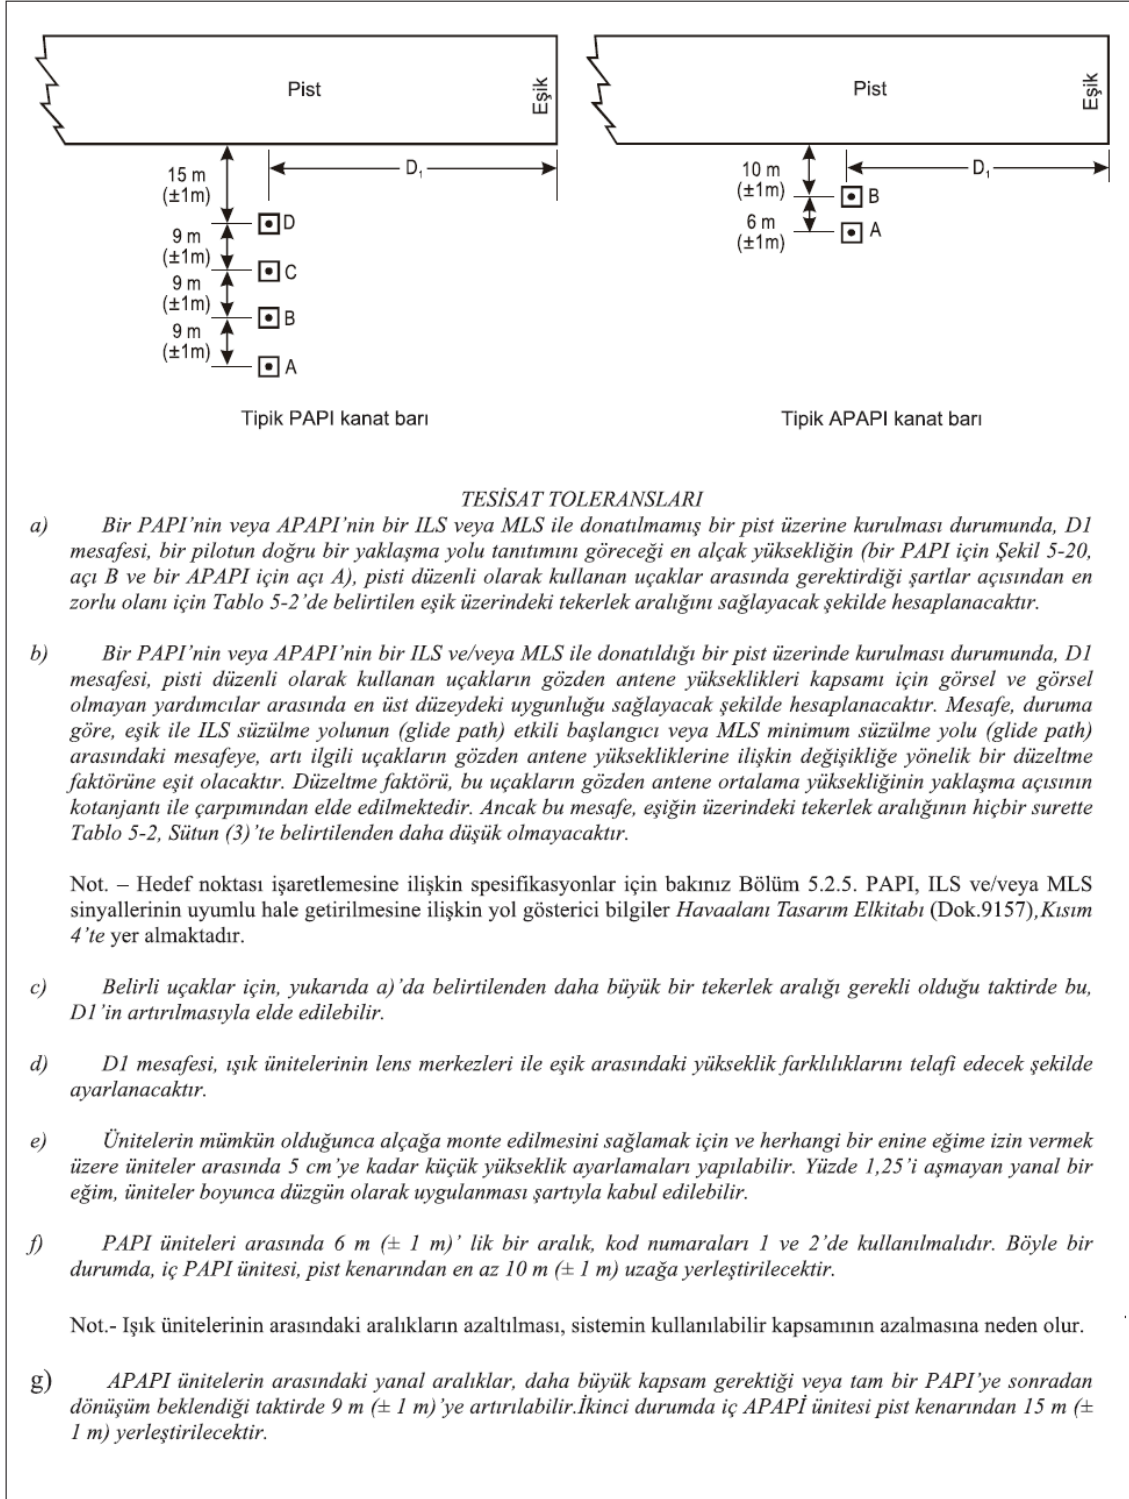 Pist
Eşik
15 m
(±1m)
D₁
D
9 m
(±1m)
C
9 m
(±1m)
B
9 m
(±1m)
A
Tipik PAPI kanat barı
Pist
Eşik
10 m
(±1m)
D₁
B
6 m
(±1m)
A
Tipik APAPI kanat barı
TESİSAT TOLERANSLARI
a) Bir PAPI’nin veya APAPI’nin bir ILS veya MLS ile donatılmamış bir pist üzerine kurulması durumunda, D1
mesafesi, bir pilotun doğru bir yaklaşma yolu tanıtımını göreceği en alçak yüksekliğin (bir PAPI için Şekil 5-20,
açı B ve bir APAPI için açı A), pisti düzenli olarak kullanan uçaklar arasında gerektirdiği şartlar açısından en
zorlu olanı için Tablo 5-2’de belirtilen eşik üzerindeki tekerlek aralığını sağlayacak şekilde hesaplanacaktır.
b) Bir PAPI’nin veya APAPI’nin bir ILS ve/veya MLS ile donatıldığı bir pist üzerinde kurulması durumunda, D1
mesafesi, pisti düzenli olarak kullanan uçakların gözden antene yükseklikleri kapsamı için görsel ve görsel
olmayan yardımcılar arasında en üst düzeydeki uygunluğu sağlayacak şekilde hesaplanacaktır. Mesafe, duruma
göre, eşik ile ILS süzülme yolunun (glide path) etkili başlangıcı veya MLS minimum süzülme yolu (glide path)
arasındaki mesafeye, artı ilgili uçakların gözden antene yüksekliklerine ilişkin değişikliğe yönelik bir düzeltme
faktörüne eşit olacaktır. Düzeltme faktörü, bu uçakların gözden antene ortalama yüksekliğinin yaklaşma açısının
kotanjantı ile çarpımından elde edilmektedir. Ancak bu mesafe, eşiğin üzerindeki tekerlek aralığının hiçbir surette
Tablo 5-2, Sütun (3)’te belirtilenden daha düşük olmayacaktır.
Not. – Hedef noktası işaretlemesine ilişkin spesifikasyonlar için bakınız Bölüm 5.2.5. PAPI, ILS ve/veya MLS
sinyallerinin uyumlu hale getirilmesine ilişkin yol gösterici bilgiler Havaalanı Tasarım Elkitabı (Dok.9157),Kısım
4’te yer almaktadır.
c) Belirli uçaklar için, yukarıda a)’da belirtilenden daha büyük bir tekerlek aralığı gerekli olduğu taktirde bu,
D1’in artırılmasıyla elde edilebilir.
d) D1 mesafesi, ışık ünitelerinin lens merkezleri ile eşik arasındaki yükseklik farklılıklarını telafi edecek şekilde
ayarlanacaktır.
e) Ünitelerin mümkün olduğunca alçağa monte edilmesini sağlamak için ve herhangi bir enine eğime izin vermek
üzere üniteler arasında 5 cm’ye kadar küçük yükseklik ayarlamaları yapılabilir. Yüzde 1,25’i aşmayan yanal bir
eğim, üniteler boyunca düzgün olarak uygulanması şartıyla kabul edilebilir.
f) PAPI üniteleri arasında 6 m (± 1 m)’ lik bir aralık, kod numaraları 1 ve 2’de kullanılmalıdır. Böyle bir
durumda, iç PAPI ünitesi, pist kenarından en az 10 m (± 1 m) uzağa yerleştirilecektir.
Not.- Işık ünitelerinin arasındaki aralıkların azaltılması, sistemin kullanılabilir kapsamının azalmasına neden olur.
g) APAPI ünitelerin arasındaki yanal aralıklar, daha büyük kapsam gerektiği veya tam bir PAPI’ye sonradan
dönüşüm beklendiği taktirde 9 m (± 1 m)’ye artırılabilir.İkinci durumda iç APAPİ ünitesi pist kenarından 15 m (±
1 m) yerleştirilecektir.